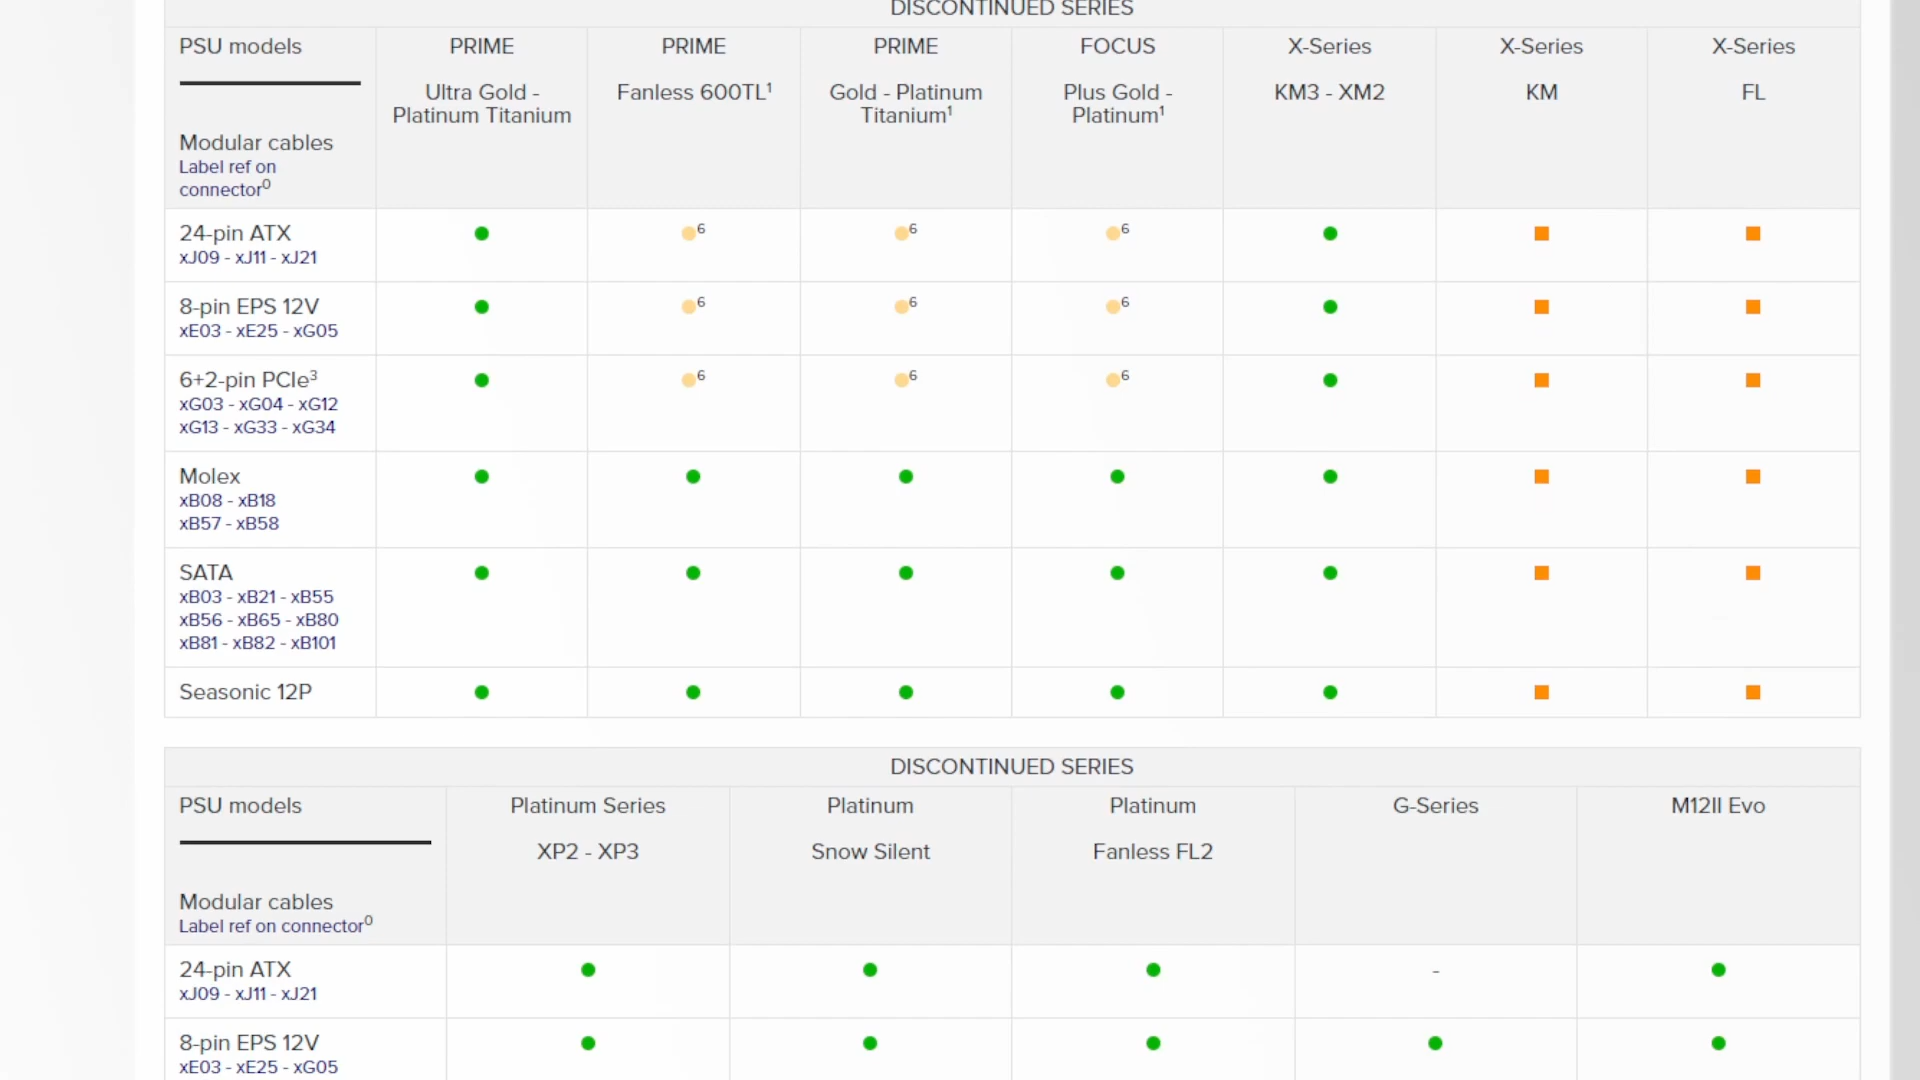 DISCONTINUED SERIES
PSU models
PRIME
PRIME
PRIME
FOCUS
X-Series
X-Series
X-Series
Ultra Gold -
Platinum Titanium
Fanless 600TL¹
Gold - Platinum
Titanium¹
Plus Gold -
Platinum¹
KM3 - XM2
KM
FL
Modular cables
Label ref on
connector⁰
24-pin ATX
xJ09 - xJ11 - xJ21
6
6
6
8-pin EPS 12V
xE03 - xE25 - xG05
6
6
6
6+2-pin PCIe³
xG03 - xG04 - xG12
xG13 - xG33 - xG34
6
6
6
Molex
xB08 - xB18
xB57 - xB58
SATA
xB03 - xB21 - xB55
xB56 - xB65 - xB80
xB81 - xB82 - xB101
Seasonic 12P
DISCONTINUED SERIES
PSU models
Platinum Series
Platinum
Platinum
G-Series
M12II Evo
XP2 - XP3
Snow Silent
Fanless FL2
Modular cables
Label ref on connector⁰
24-pin ATX
xJ09 - xJ11 - xJ21
-
8-pin EPS 12V
xE03 - xE25 - xG05